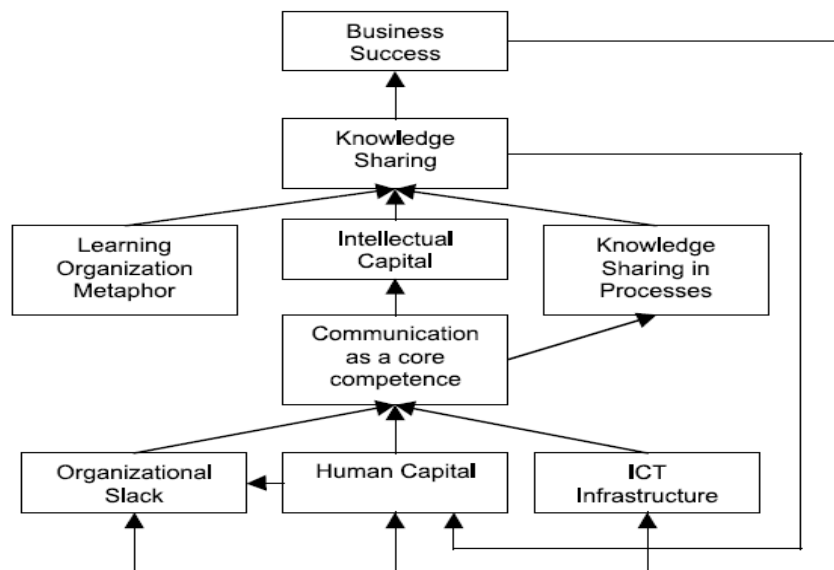 Business
Success
Knowledge
Sharing
Learning
Organization
Metaphor
Intellectual
Capital
Knowledge
Sharing in
Processes
Communication
as a core
competence
Organizational
Slack
Human Capital
ICT
Infrastructure